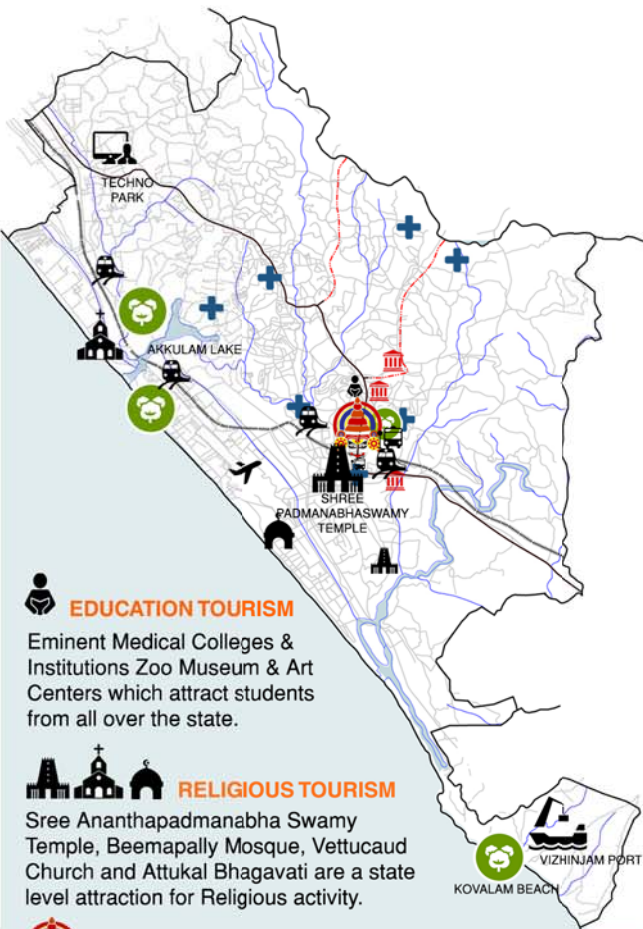 TECHNO
PARK
AKKULAM LAKE
SHREE
PADMANABHASWAMY
TEMPLE
EDUCATION TOURISM
Eminent Medical Colleges &
Institutions Zoo Museum & Art
Centers which attract students
from all over the state.
RELIGIOUS TOURISM
Sree Ananthapadmanabha Swamy
Temple, Beemapally Mosque, Vettucaud
Church and Attukal Bhagavati are a state
level attraction for Religious activity.
VIZHINJAM PORT
KOVALAM BEACH